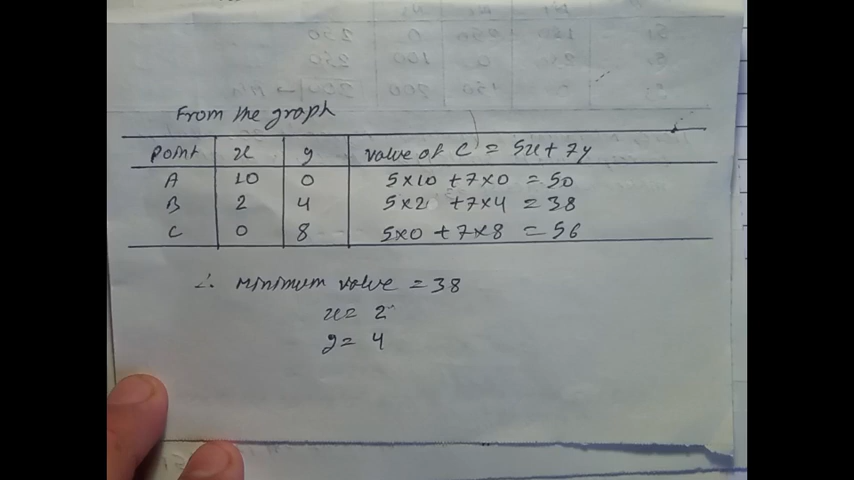 From the graph
Point x y value of C = 5x + 7y
A 10 0 5×10 + 7×0 = 50
B 2 4 5×2 + 7×4 = 38
C 0 8 5×0 + 7×8 = 56
∴ minimum value = 38
x = 2
y = 4